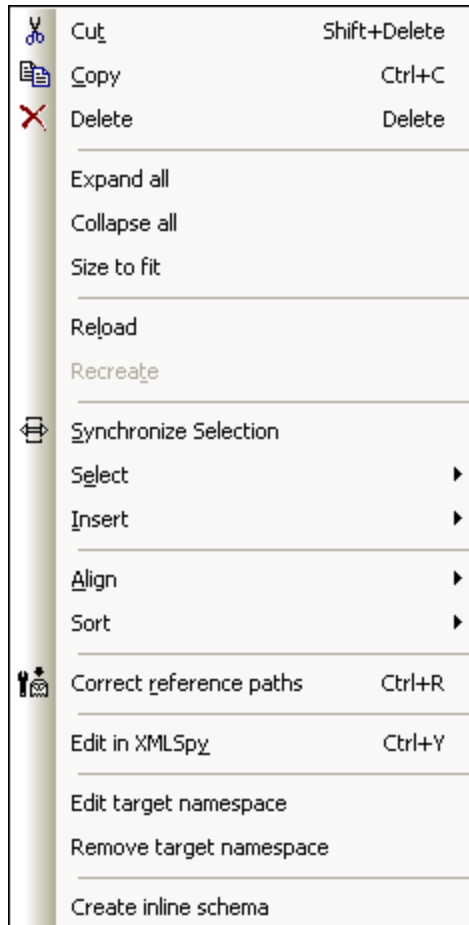 Cut Shift+Delete
Copy Ctrl+C
Delete Delete
Expand all
Collapse all
Size to fit
Reload
Recreate
Synchronize Selection
Select
Insert
Align
Sort
Correct reference paths Ctrl+R
Edit in XMLSpy Ctrl+Y
Edit target namespace
Remove target namespace
Create inline schema